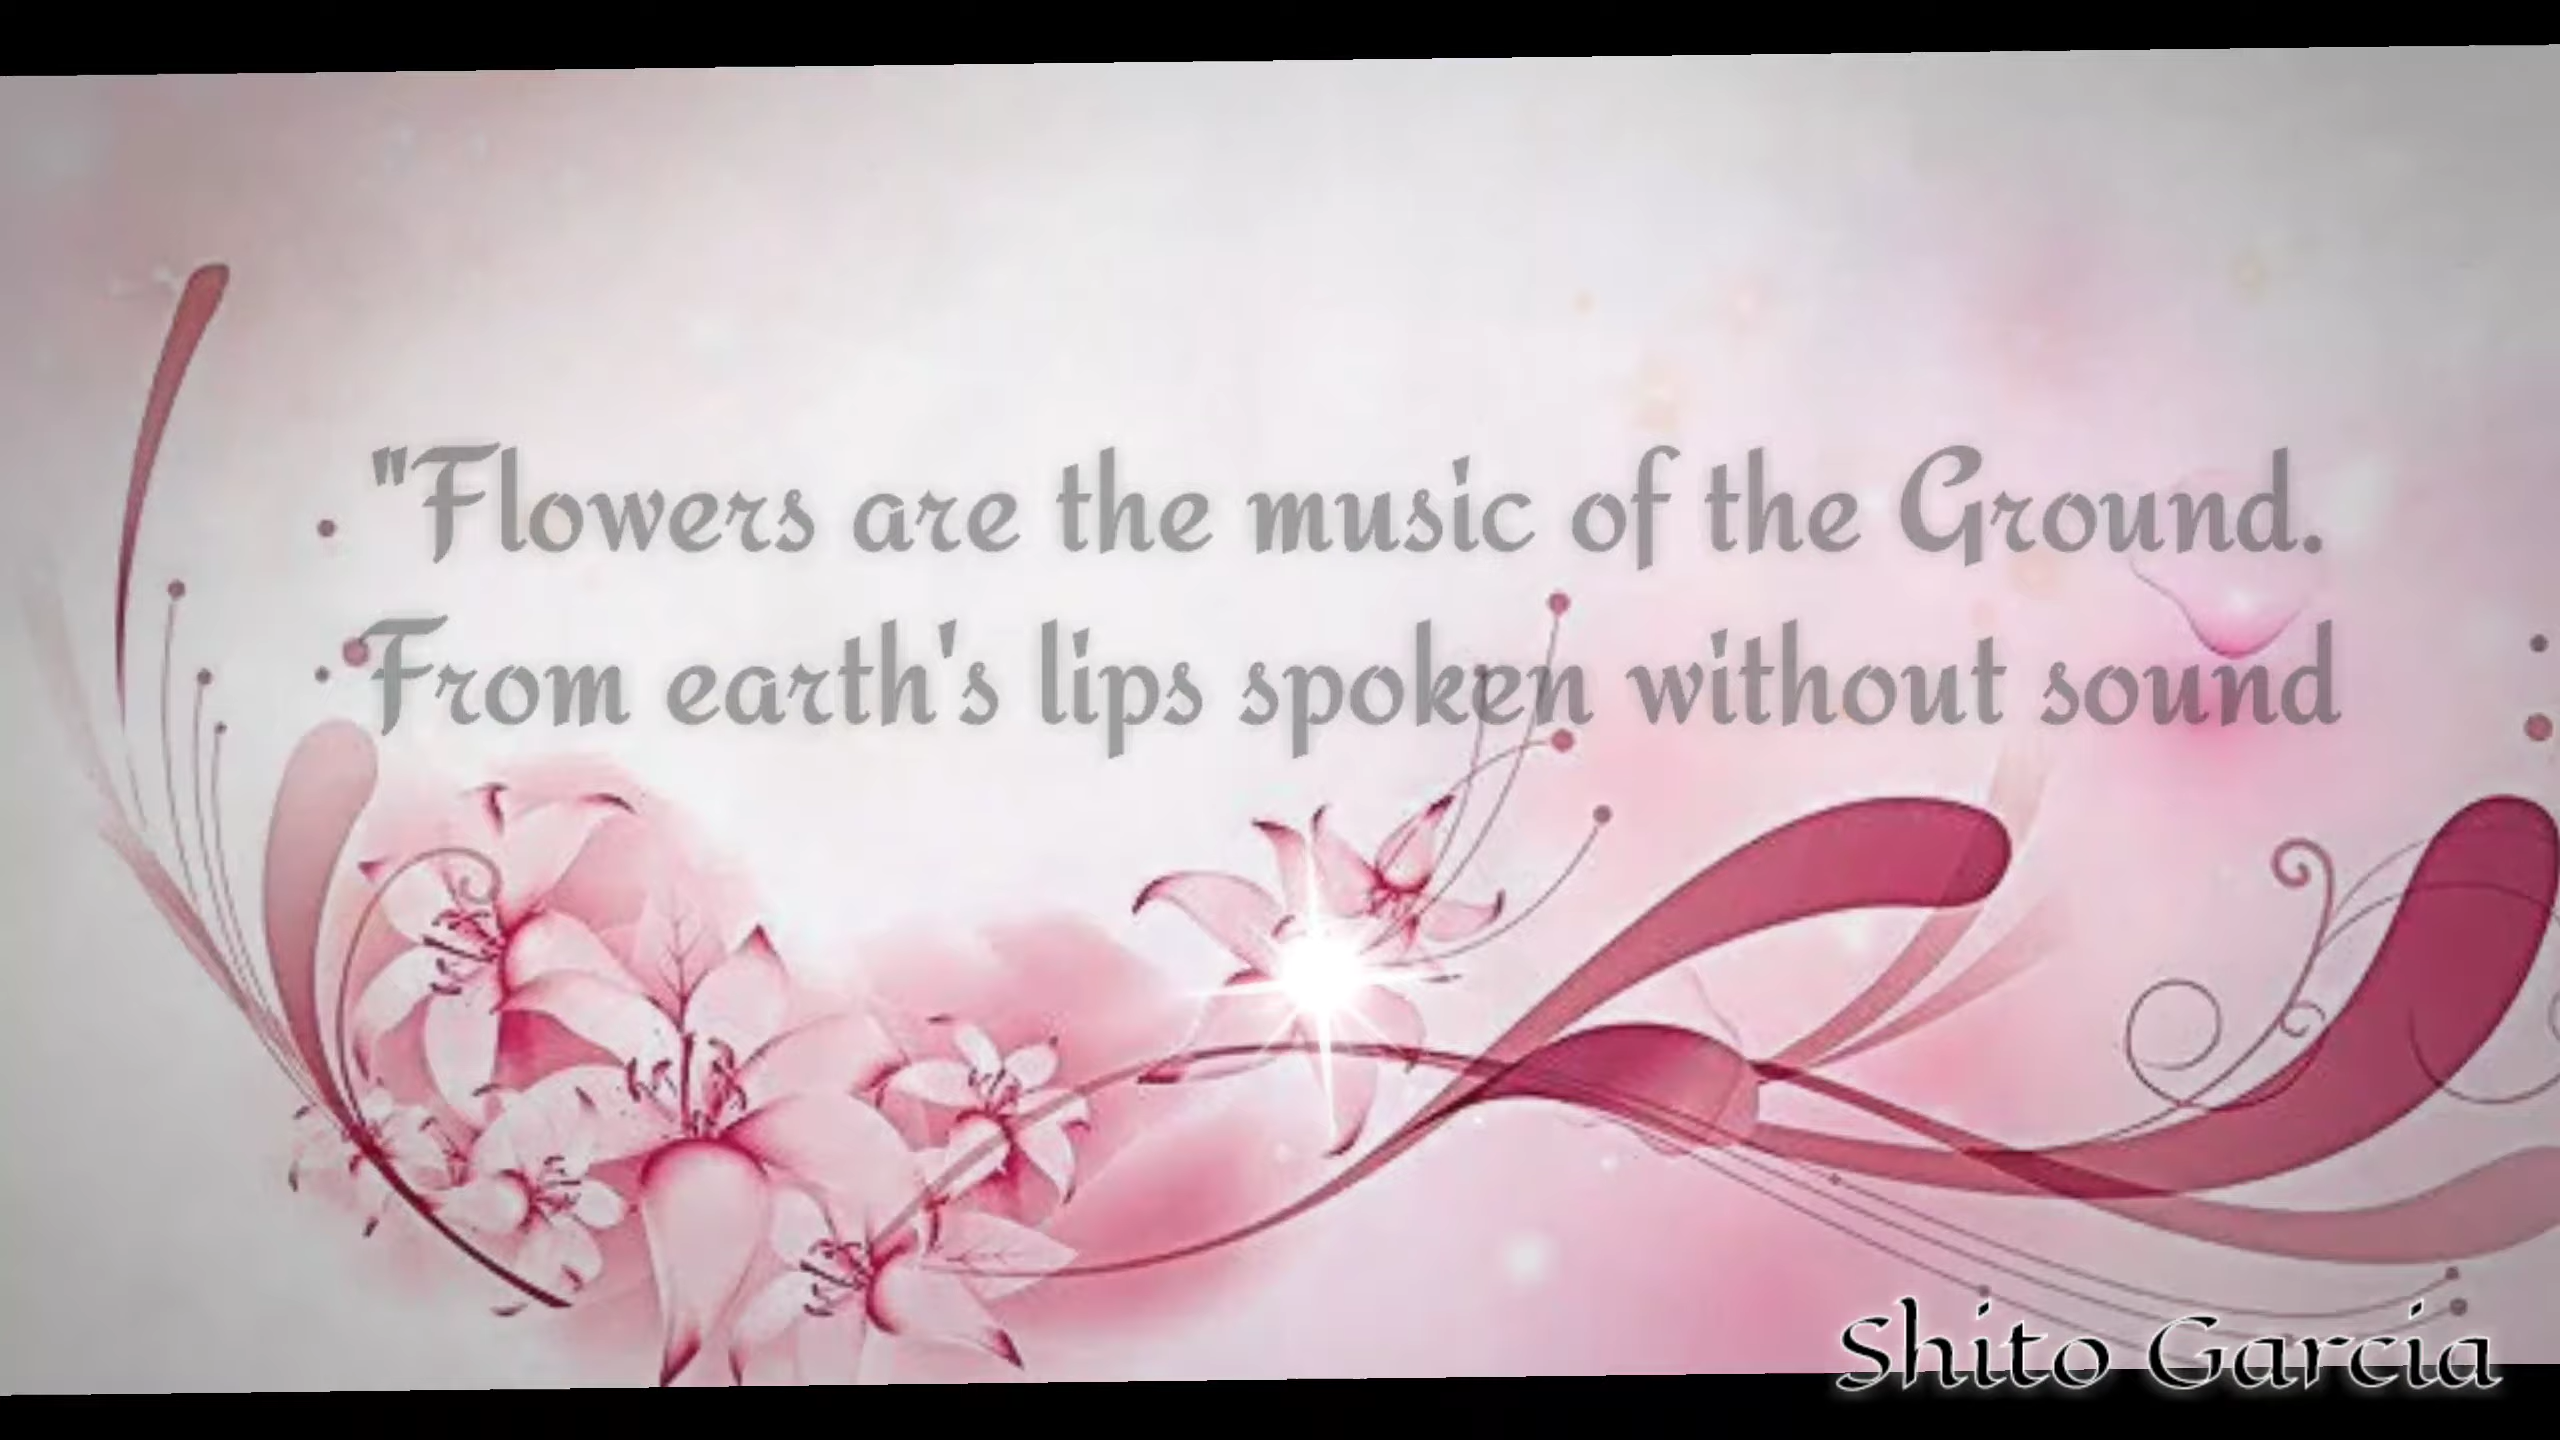 "Flowers are the music of the Ground.
From earth's lips spoken without sound
Shito Garcia